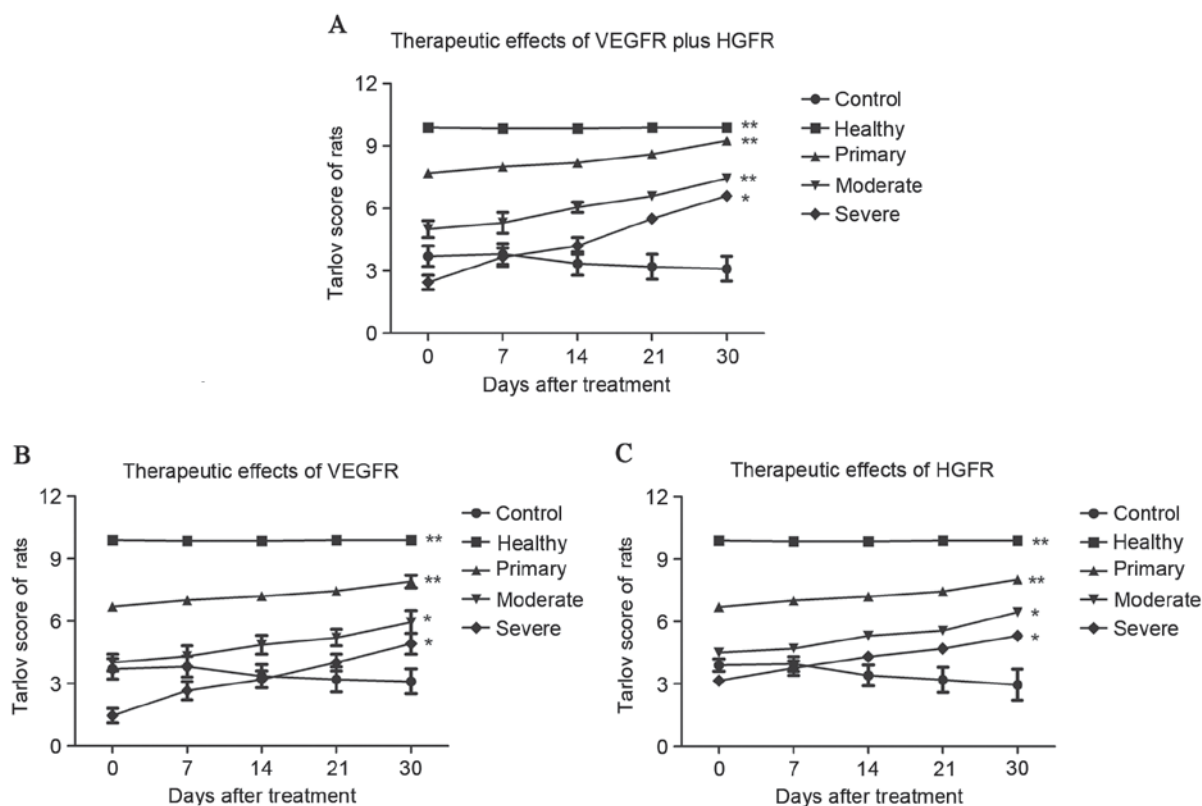 A
Therapeutic effects of VEGFR plus HGFR
12
9
6
3
0
Tarlov score of rats
0 7 14 21 30
Days after treatment
Control
Healthy
Primary
Moderate
Severe
**
**
**
*
B
Therapeutic effects of VEGFR
12
9
6
3
0
Tarlov score of rats
0 7 14 21 30
Days after treatment
Control
Healthy
Primary
Moderate
Severe
**
**
*
*
C
Therapeutic effects of HGFR
12
9
6
3
0
Tarlov score of rats
0 7 14 21 30
Days after treatment
Control
Healthy
Primary
Moderate
Severe
**
**
*
*